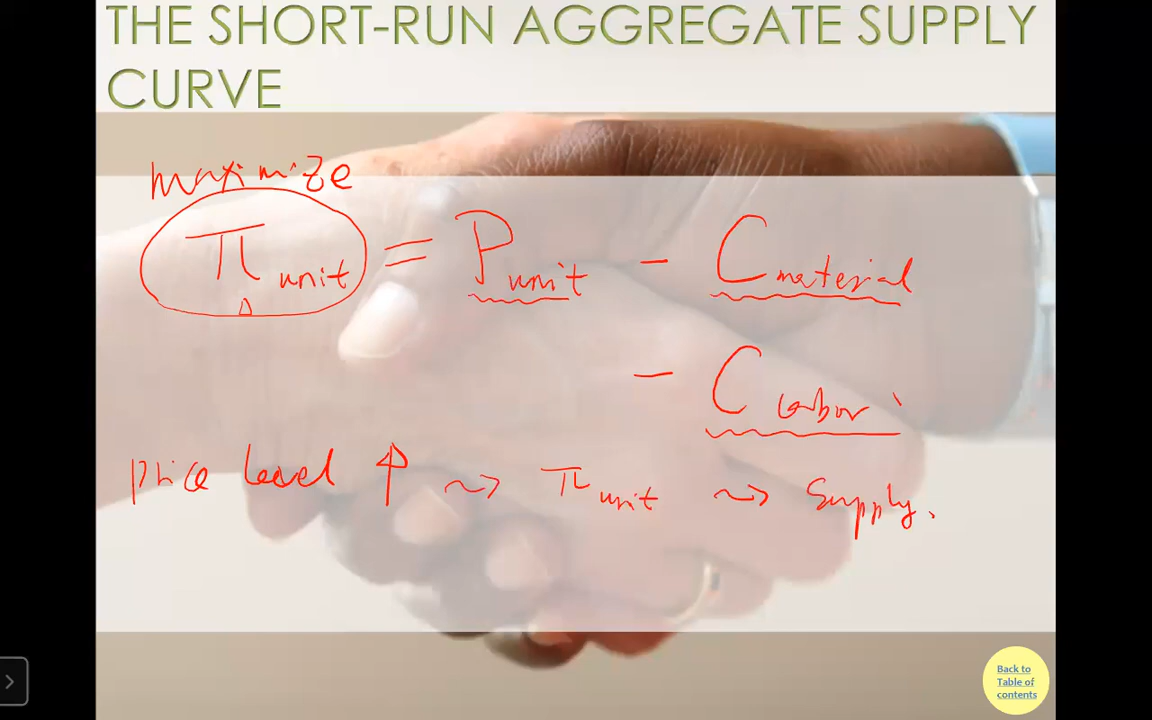 THE SHORT-RUN AGGREGATE SUPPLY
CURVE
maximize
π unit = P unit - C material
- C labor
price level ↑ ⇝ π unit ⇝ supply.
Back to
Table of
contents